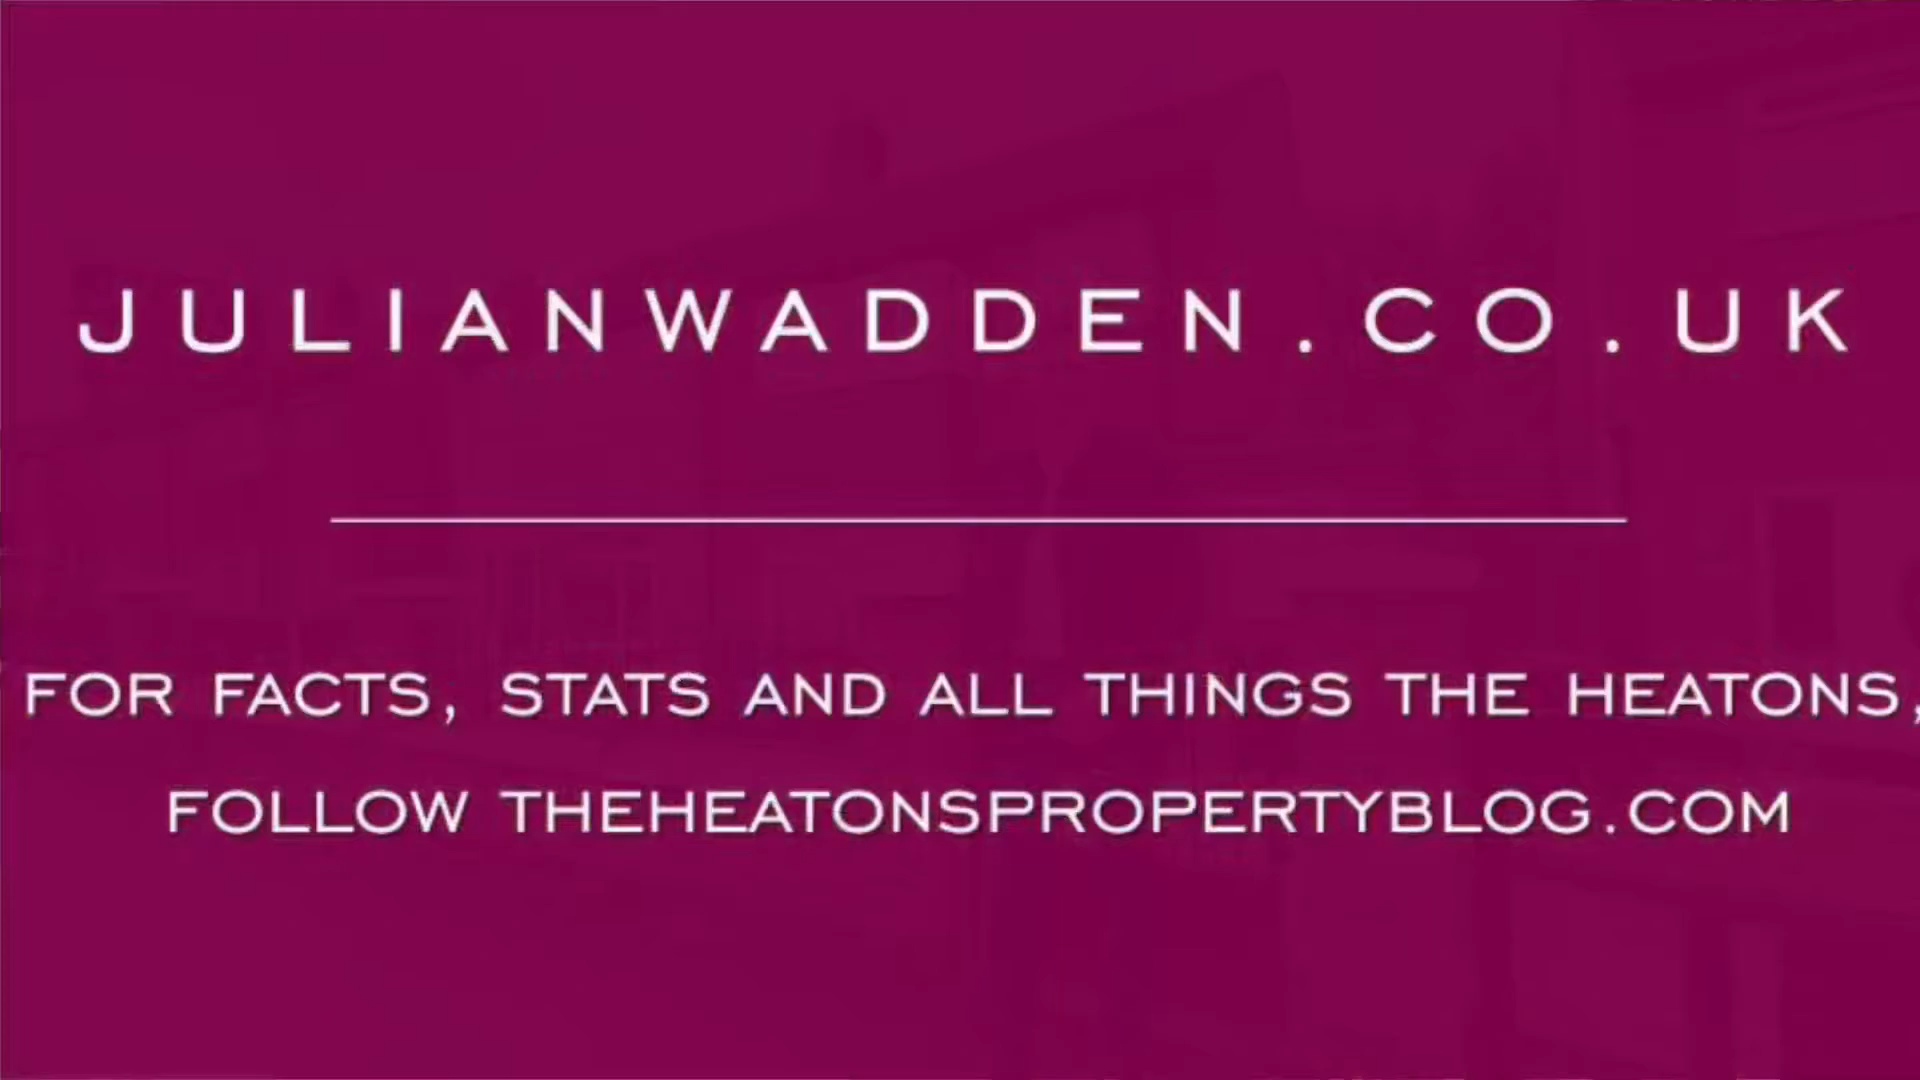 JULIANWADDEN.CO.UK
FOR FACTS, STATS AND ALL THINGS THE HEATONS,
FOLLOW THEHEATONSPROPERTYBLOG.COM